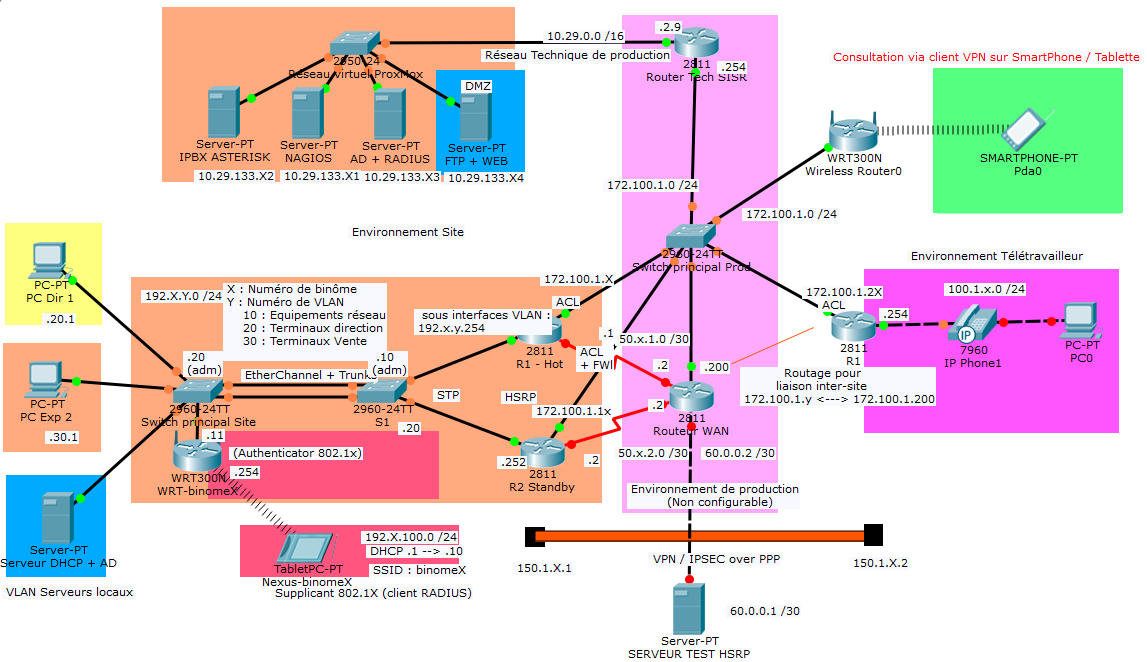 .2.9
10.29.0.0 /16
Réseau Technique de production
2811
Router Tech SISR
.254
2950-24
Réseau virtuel ProxMox
DMZ
Server-PT
IPBX ASTERISK
Server-PT
NAGIOS
Server-PT
AD + RADIUS
Server-PT
FTP + WEB
10.29.133.X2
10.29.133.X1
10.29.133.X3
10.29.133.X4
Consultation via client VPN sur SmartPhone / Tablette
WRT300N
Wireless Router0
SMARTPHONE-PT
Pda0
172.100.1.0 /24
172.100.1.0 /24
2960-24TT
Switch principal Prod
Environnement Site
Environnement Télétravailleur
PC-PT
PC Dir 1
.20.1
192.X.Y.0 /24
X : Numéro de binôme
Y : Numéro de VLAN
10 : Equipements réseau
20 : Terminaux direction
30 : Terminaux Vente
172.100.1.X
ACL
sous interfaces VLAN :
192.x.y.254
2811
R1 - Hot
ACL
+ FWI
.1
50.x.1.0 /30
.2
.200
172.100.1.2X
ACL
.254
2811
R1
100.1.x.0 /24
7960
IP Phone1
PC-PT
PC0
Routage pour
liaison inter-site
172.100.1.y <---> 172.100.1.200
.20
(adm)
.10
(adm)
EtherChannel + Trunks
PC-PT
PC Exp 2
.30.1
2960-24TT
Switch principal Site
2960-24TT
S1
.20
STP
HSRP
172.100.1.1x
.2
2811
Routeur WAN
.11
(Authenticator 802.1x)
.254
WRT300N
WRT-binomeX
.252
.2
2811
R2 Standby
50.x.2.0 /30
60.0.0.2 /30
Environnement de production
(Non configurable)
Server-PT
Serveur DHCP + AD
VLAN Serveurs locaux
192.X.100.0 /24
DHCP .1 --> .10
SSID : binomeX
TabletPC-PT
Nexus-binomeX
Supplicant 802.1X (client RADIUS)
150.1.X.1
VPN / IPSEC over PPP
150.1.X.2
60.0.0.1 /30
Server-PT
SERVEUR TEST HSRP